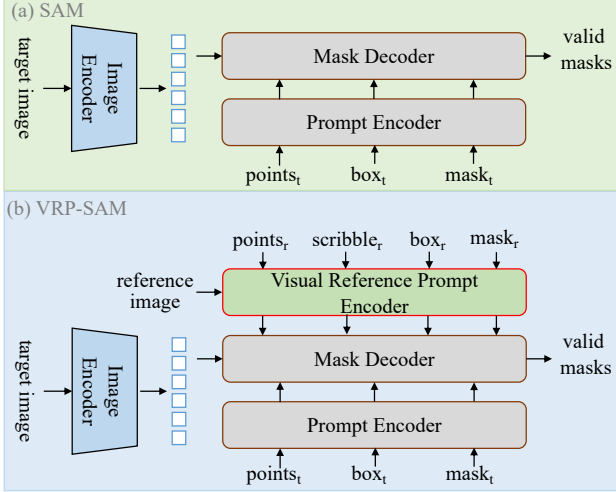 (a) SAM
target image
Image
Encoder
Mask Decoder
valid
masks
Prompt Encoder
points_t box_t mask_t
(b) VRP-SAM
points_r scribble_r box_r mask_r
reference
image
Visual Reference Prompt
Encoder
target image
Image
Encoder
Mask Decoder
valid
masks
Prompt Encoder
points_t box_t mask_t